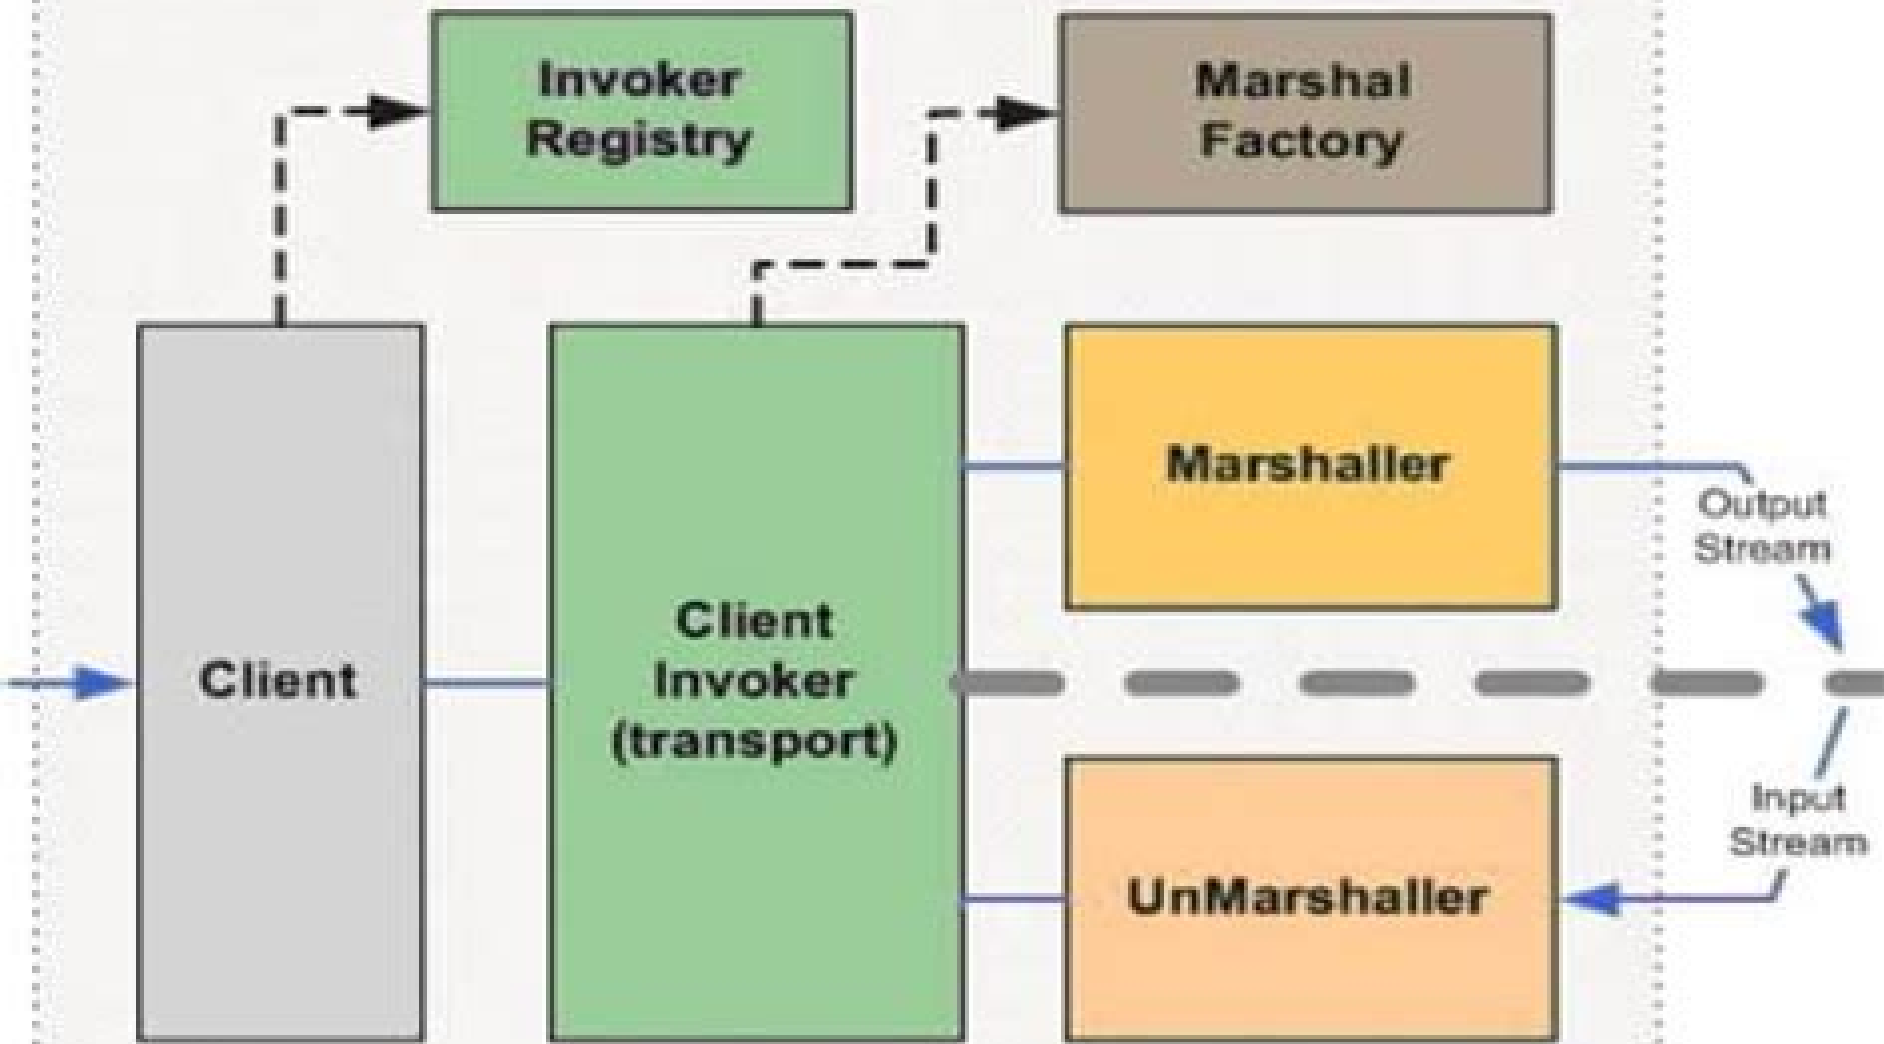 Invoker
Registry
Marshal
Factory
Client
Client
Invoker
(transport)
Marshaller
Output
Stream
UnMarshaller
Input
Stream